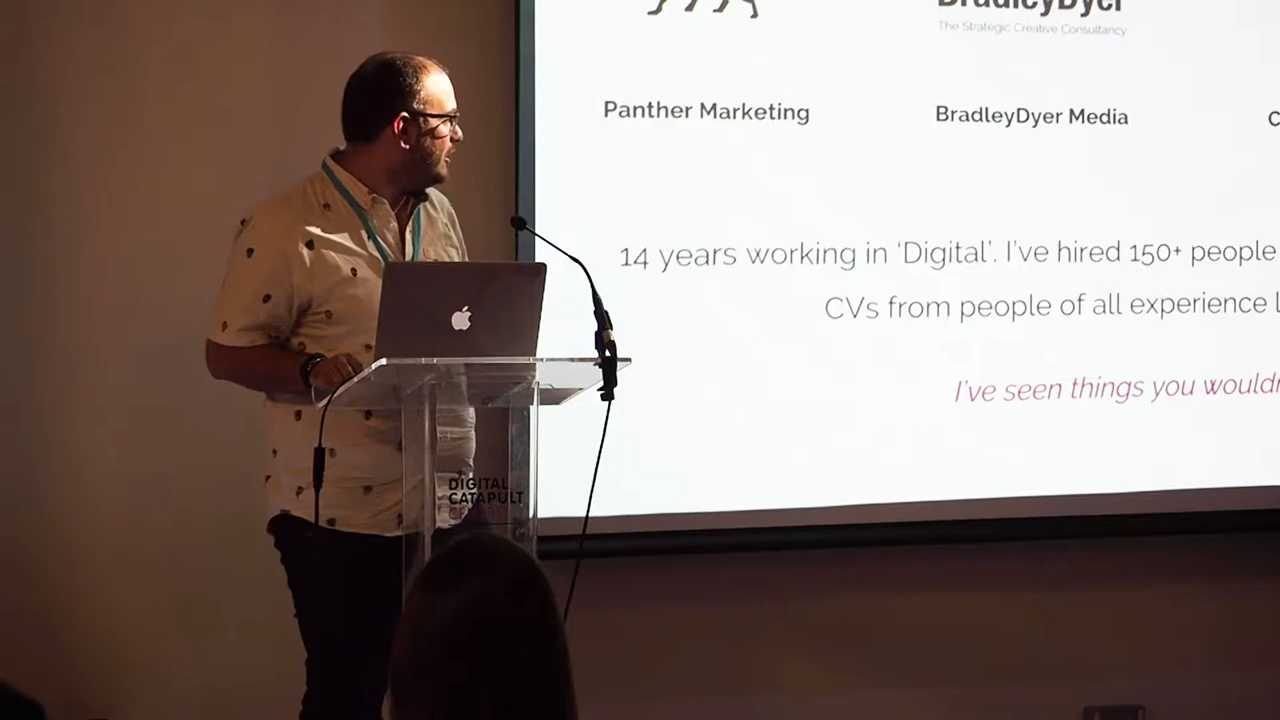 BradleyDyer
The Strategic Creative Consultancy
Panther Marketing
BradleyDyer Media
14 years working in ‘Digital’. I’ve hired 150+ people
CVs from people of all experience
I’ve seen things you
DIGITAL
CATAPULT